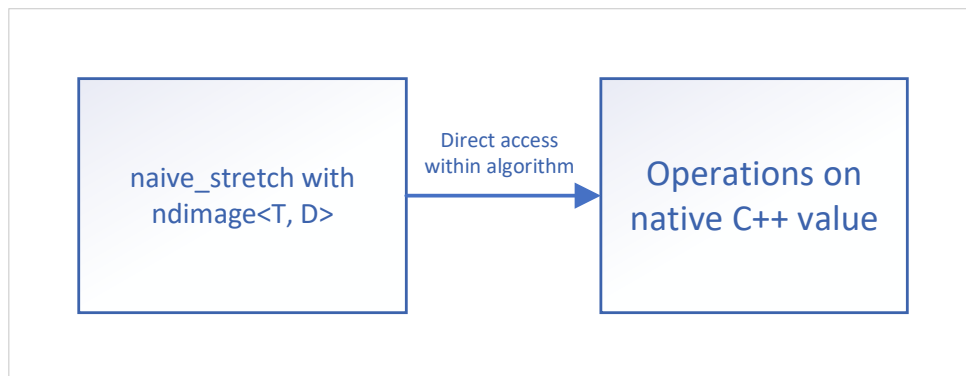 naive_stretch with
ndimage<T, D>
Direct access
within algorithm
Operations on
native C++ value